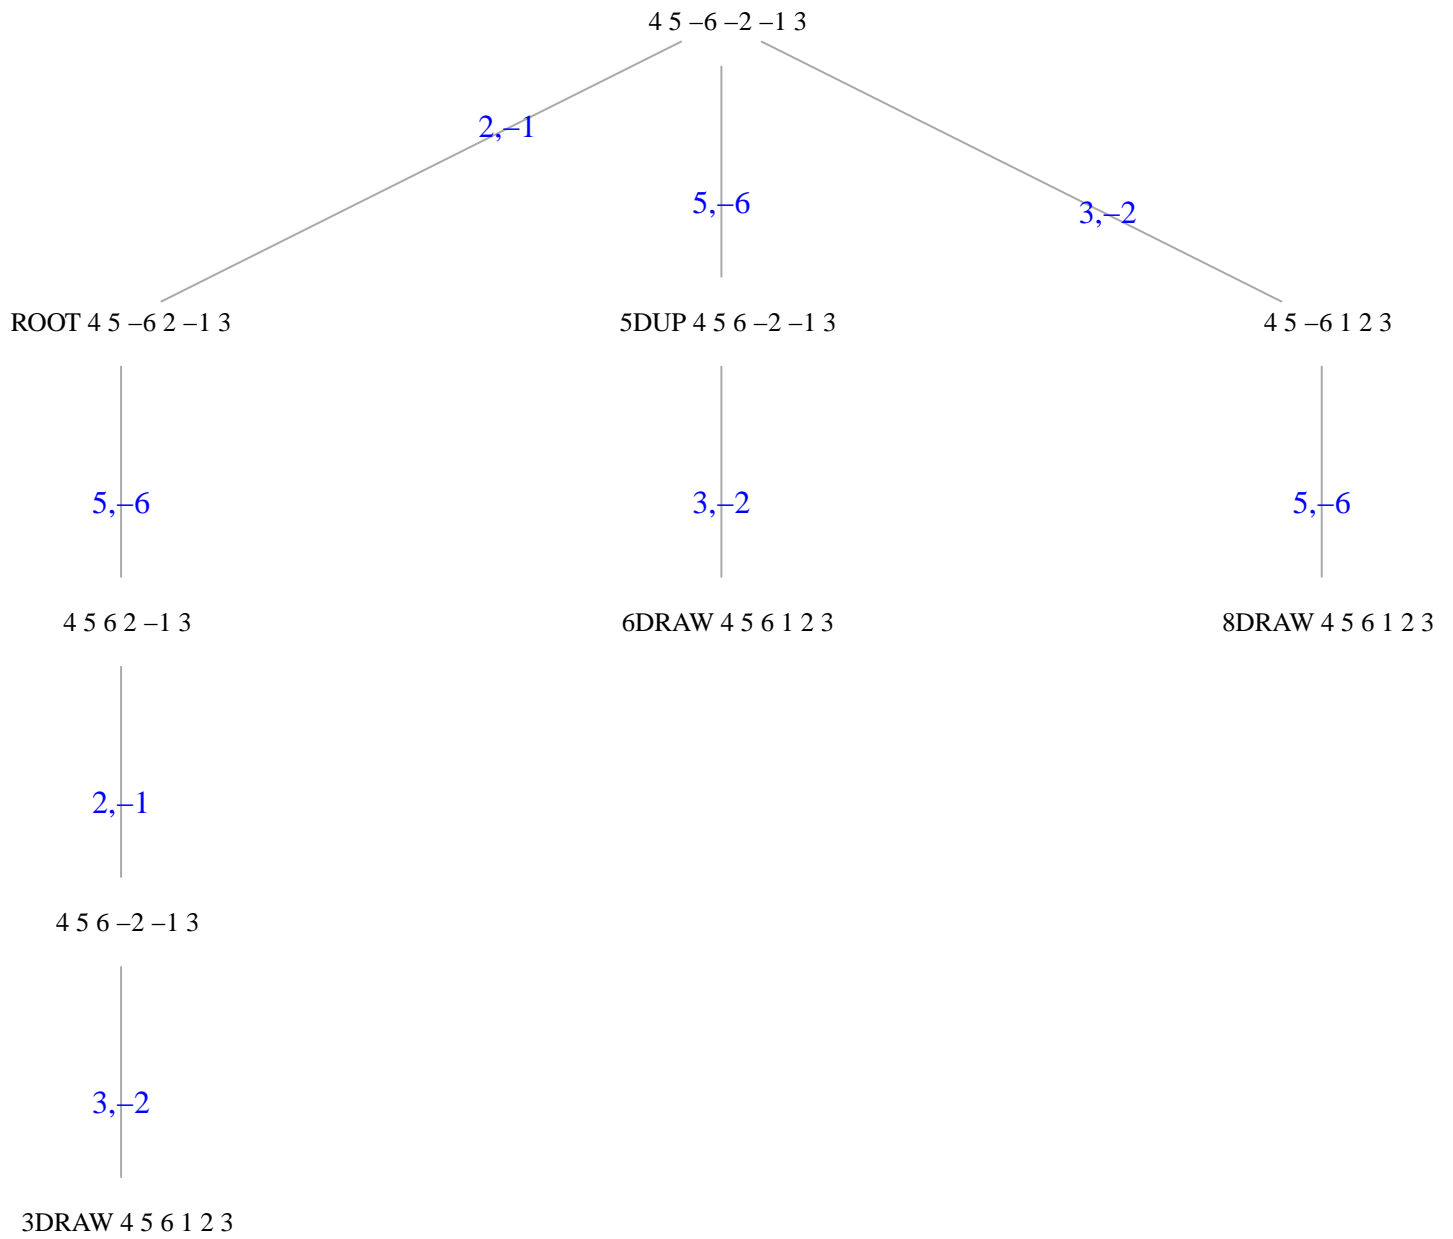 4 5 –6 –2 –1 3
2,–1
5,–6
3,–2
ROOT 4 5 –6 2 –1 3
5DUP 4 5 6 –2 –1 3
4 5 –6 1 2 3
5,–6
3,–2
5,–6
4 5 6 2 –1 3
6DRAW 4 5 6 1 2 3
8DRAW 4 5 6 1 2 3
2,–1
4 5 6 –2 –1 3
3,–2
3DRAW 4 5 6 1 2 3